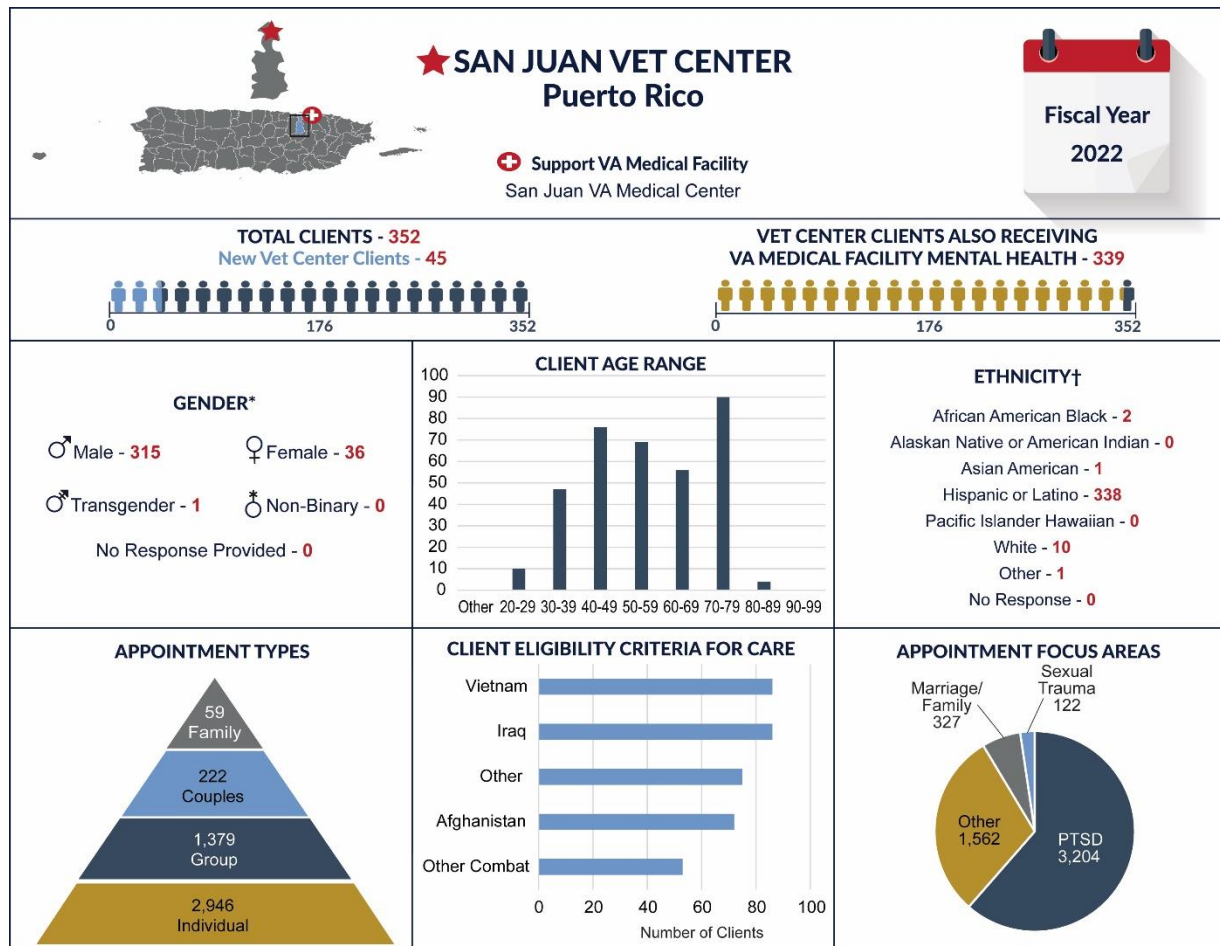 SAN JUAN VET CENTER
Puerto Rico
Support VA Medical Facility
San Juan VA Medical Center
Fiscal Year
2022
TOTAL CLIENTS - 352
New Vet Center Clients - 45
0 176 352
VET CENTER CLIENTS ALSO RECEIVING
VA MEDICAL FACILITY MENTAL HEALTH - 339
0 176 352
GENDER*
Male - 315 Female - 36
Transgender - 1 Non-Binary - 0
No Response Provided - 0
CLIENT AGE RANGE
100
90
80
70
60
50
40
30
20
10
0
Other 20-29 30-39 40-49 50-59 60-69 70-79 80-89 90-99
ETHNICITY†
African American Black - 2
Alaskan Native or American Indian - 0
Asian American - 1
Hispanic or Latino - 338
Pacific Islander Hawaiian - 0
White - 10
Other - 1
No Response - 0
APPOINTMENT TYPES
59
Family
222
Couples
1,379
Group
2,946
Individual
CLIENT ELIGIBILITY CRITERIA FOR CARE
Vietnam
Iraq
Other
Afghanistan
Other Combat
0 20 40 60 80 100
Number of Clients
APPOINTMENT FOCUS AREAS
Sexual
Trauma
122
Marriage/
Family
327
Other
1,562
PTSD
3,204